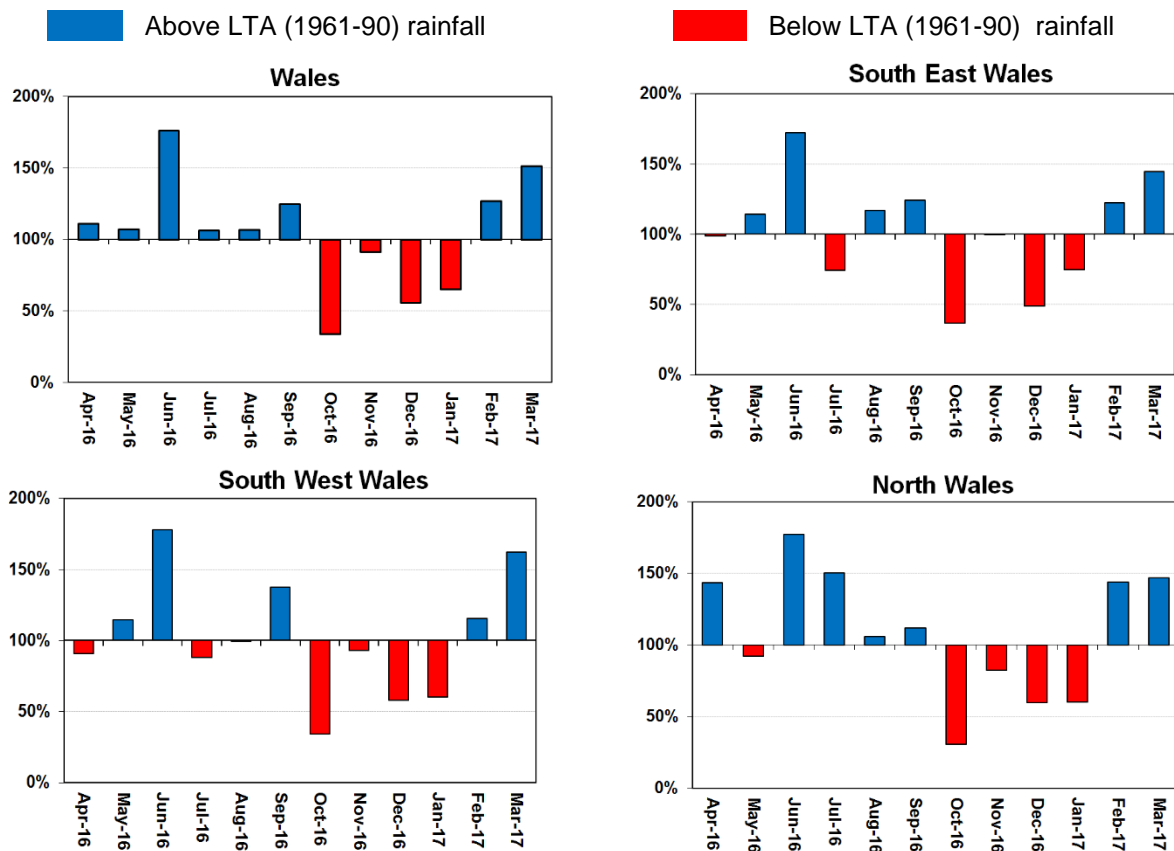 Above LTA (1961-90) rainfall
Below LTA (1961-90) rainfall
Wales
200%
150%
100%
50%
0%
Apr-16
May-16
Jun-16
Jul-16
Aug-16
Sep-16
Oct-16
Nov-16
Dec-16
Jan-17
Feb-17
Mar-17
South East Wales
200%
150%
100%
50%
0%
Apr-16
May-16
Jun-16
Jul-16
Aug-16
Sep-16
Oct-16
Nov-16
Dec-16
Jan-17
Feb-17
Mar-17
South West Wales
200%
150%
100%
50%
0%
Apr-16
May-16
Jun-16
Jul-16
Aug-16
Sep-16
Oct-16
Nov-16
Dec-16
Jan-17
Feb-17
Mar-17
North Wales
200%
150%
100%
50%
0%
Apr-16
May-16
Jun-16
Jul-16
Aug-16
Sep-16
Oct-16
Nov-16
Dec-16
Jan-17
Feb-17
Mar-17